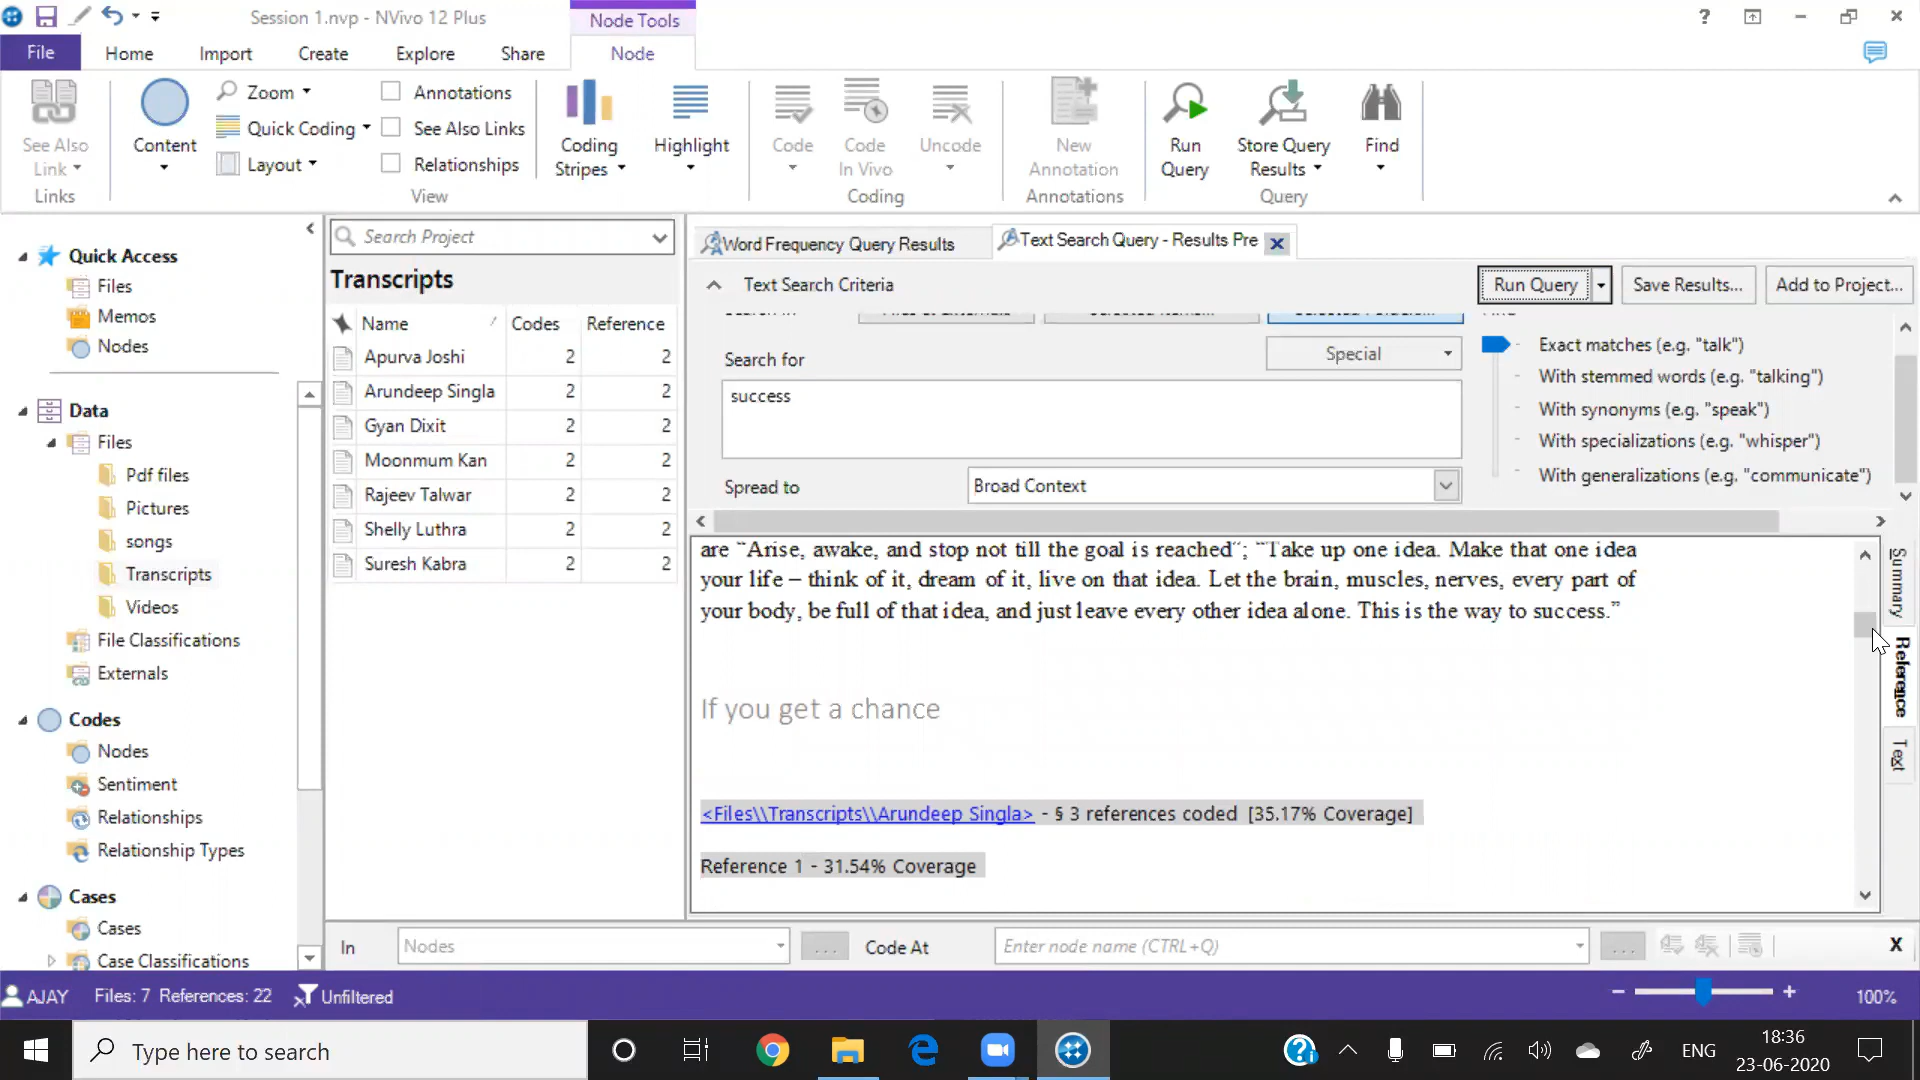 Session 1.nvp - NVivo 12 Plus
Node Tools
?
File
Home
Import
Create
Explore
Share
Node
See Also
Link
Links
Content
Zoom
Quick Coding
Layout
Annotations
See Also Links
Relationships
View
Coding
Stripes
Highlight
Code
Code
In Vivo
Uncode
Coding
New
Annotation
Annotations
Run
Query
Store Query
Results
Query
Find
Quick Access
Files
Memos
Nodes
Data
Files
Pdf files
Pictures
songs
Transcripts
Videos
File Classifications
Externals
Codes
Nodes
Sentiment
Relationships
Relationship Types
Cases
Cases
Case Classifications
Search Project
Transcripts
Name Codes Reference
Apurva Joshi 2 2
Arundeep Singla 2 2
Gyan Dixit 2 2
Moonmum Kan 2 2
Rajeev Talwar 2 2
Shelly Luthra 2 2
Suresh Kabra 2 2
Word Frequency Query Results
Text Search Query - Results Pre
Text Search Criteria
Run Query
Save Results...
Add to Project...
Search for
Special
success
Spread to
Broad Context
Exact matches (e.g. "talk")
With stemmed words (e.g. "talking")
With synonyms (e.g. "speak")
With specializations (e.g. "whisper")
With generalizations (e.g. "communicate")
are “Arise, awake, and stop not till the goal is reached”; “Take up one idea. Make that one idea
your life – think of it, dream of it, live on that idea. Let the brain, muscles, nerves, every part of
your body, be full of that idea, and just leave every other idea alone. This is the way to success.”
If you get a chance
<Files\\Transcripts\\Arundeep Singla> - § 3 references coded [35.17% Coverage]
Reference 1 - 31.54% Coverage
Summary
Reference
Text
In
Nodes
...
Code At
Enter node name (CTRL+Q)
...
X
AJAY
Files: 7 References: 22
Unfiltered
100%
Type here to search
ENG
18:36
23-06-2020